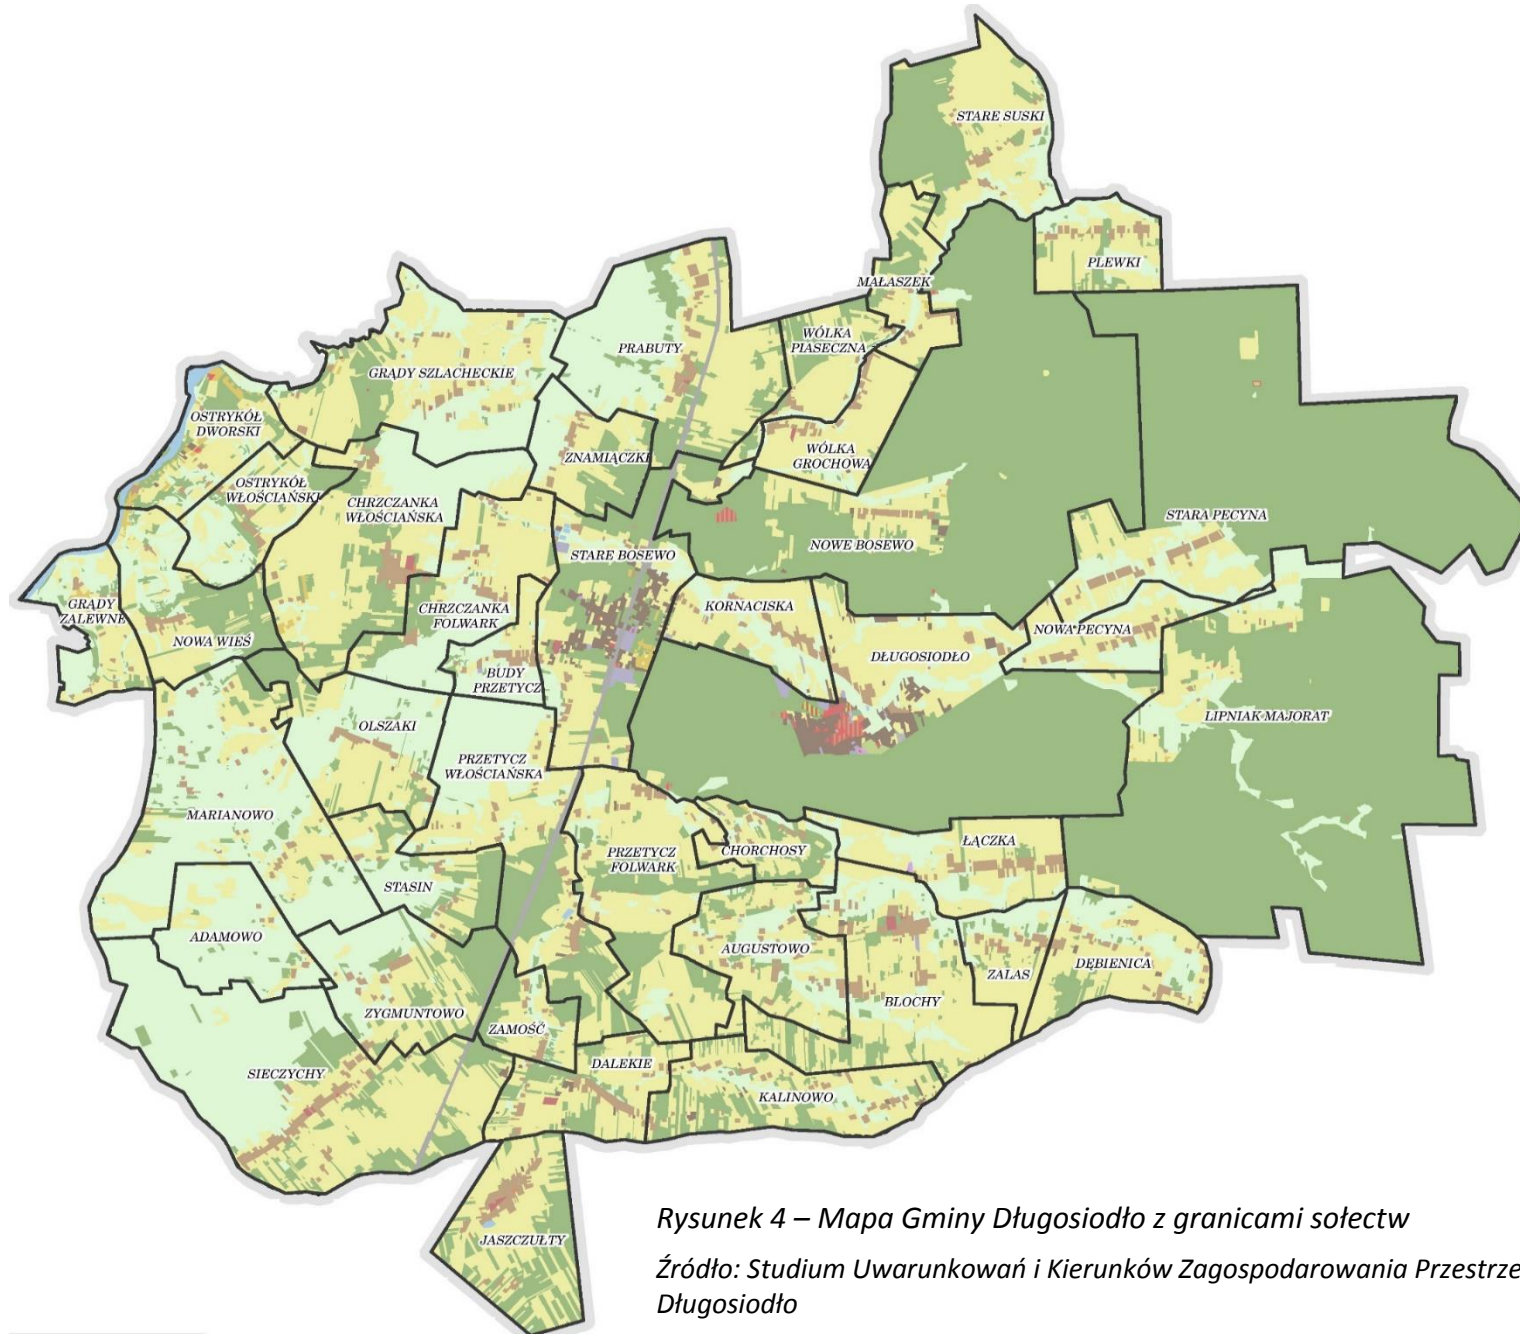 STARE SUSKI
PLEWKI
MAŁASZEK
WÓLKA
PIASECZNA
PRABUTY
GRĄDY SZLACHECKIE
OSTRYKÓŁ
DWORSKI
ZNAMIĄCZKI
WÓLKA
GROCHOWA
OSTRYKÓŁ
WŁOŚCIAŃSKI
CHRZCZANKA
WŁOŚCIAŃSKA
STARA PECYNA
NOWE BOSEWO
STARE BOSEWO
GRĄDY
ZALEWNE
KORNACISKA
CHRZCZANKA
FOLWARK
NOWA WIEŚ
NOWA PECYNA
DŁUGOSIODŁO
BUDY
PRZETYCZ
LIPNIAK-MAJORAT
OLSZAKI
PRZETYCZ
WŁOŚCIAŃSKA
MARIANOWO
ŁĄCZKA
PRZETYCZ
FOLWARK
CHORCHOSY
STASIN
ADAMOWO
AUGUSTOWO
DĘBIENICA
ZALAS
BLOCHY
ZYGMUNTOWO
ZAMOŚĆ
DALEKIE
SIECZYCHY
KALINOWO
JASZCZUŁTY
Rysunek 4 – Mapa Gminy Długosiodło z granicami sołectw
Źródło: Studium Uwarunkowań i Kierunków Zagospodarowania Przestrze
Długosiodło